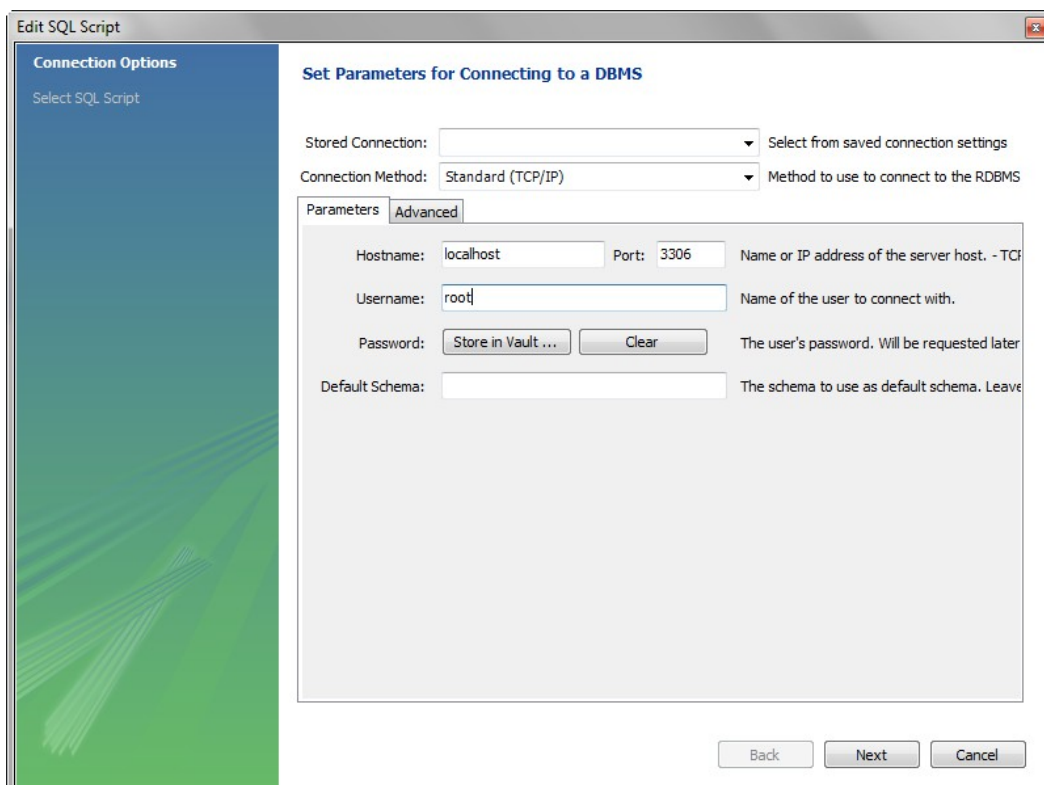 Edit SQL Script
Connection Options
Select SQL Script
Set Parameters for Connecting to a DBMS
Stored Connection: Select from saved connection settings
Connection Method: Standard (TCP/IP) Method to use to connect to the RDBMS
Parameters Advanced
Hostname: localhost Port: 3306 Name or IP address of the server host. - TCP
Username: root Name of the user to connect with.
Password: Store in Vault ... Clear The user's password. Will be requested later
Default Schema: The schema to use as default schema. Leave
Back Next Cancel